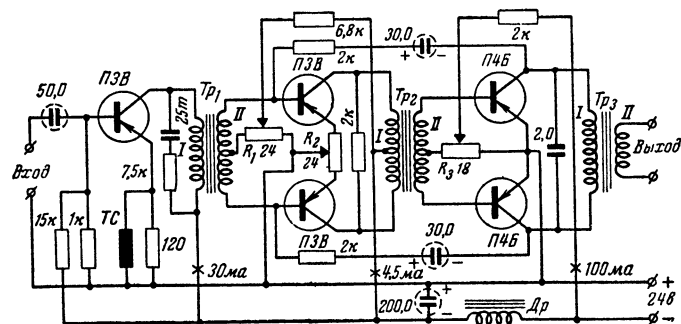 6,8к
2к
30,0
+ -
2к
50,0
П3В
25т
Тр₁
I
II
П3В
2к
R₁ 24
R₂
24
Тр₂
I
II
П4Б
R₃ 18
2,0
I
Тр₃
II
Вход
Выход
7,5к
15к
1к
ТС
120
П3В
2к
30,0
+ -
П4Б
30ма
4,5ма
100ма
200,0
+
-
Др
+
24в
-